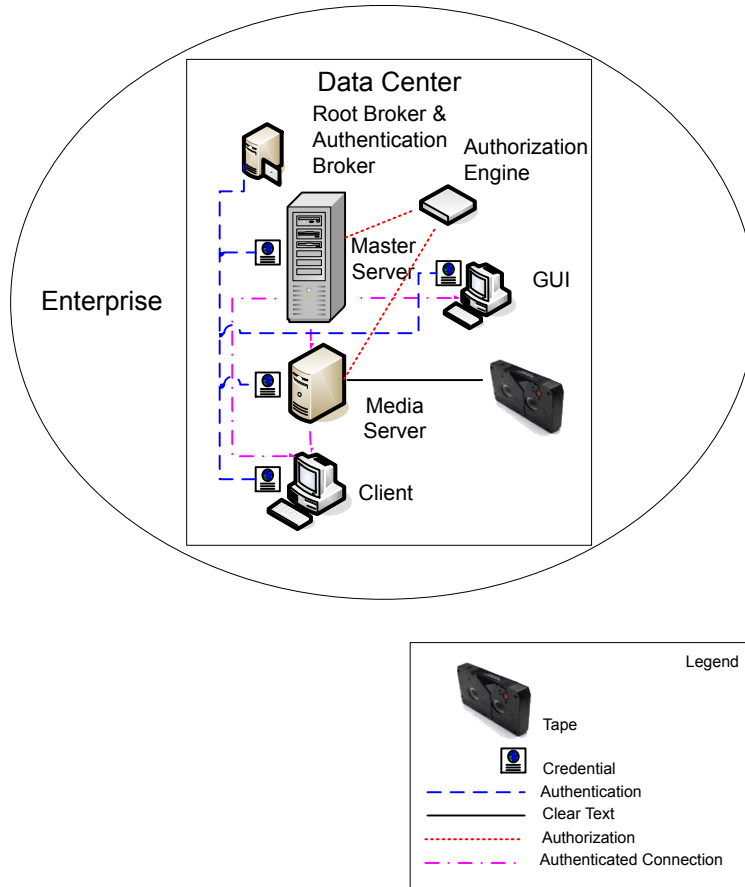 Data Center
Root Broker &
Authentication
Broker
Authorization
Engine
Master
Server
GUI
Enterprise
Media
Server
Client
Legend
Tape
Credential
Authentication
Clear Text
Authorization
Authenticated Connection